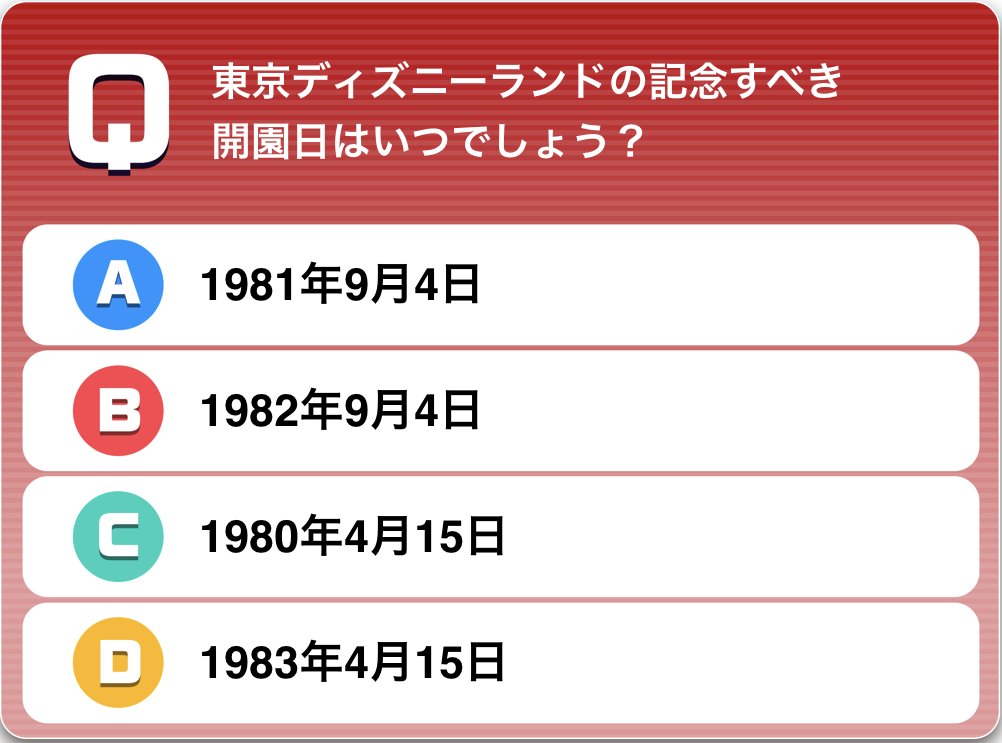 Q
東京ディズニーランドの記念すべき
開園日はいつでしょう？
A 1981年9月4日
B 1982年9月4日
C 1980年4月15日
D 1983年4月15日